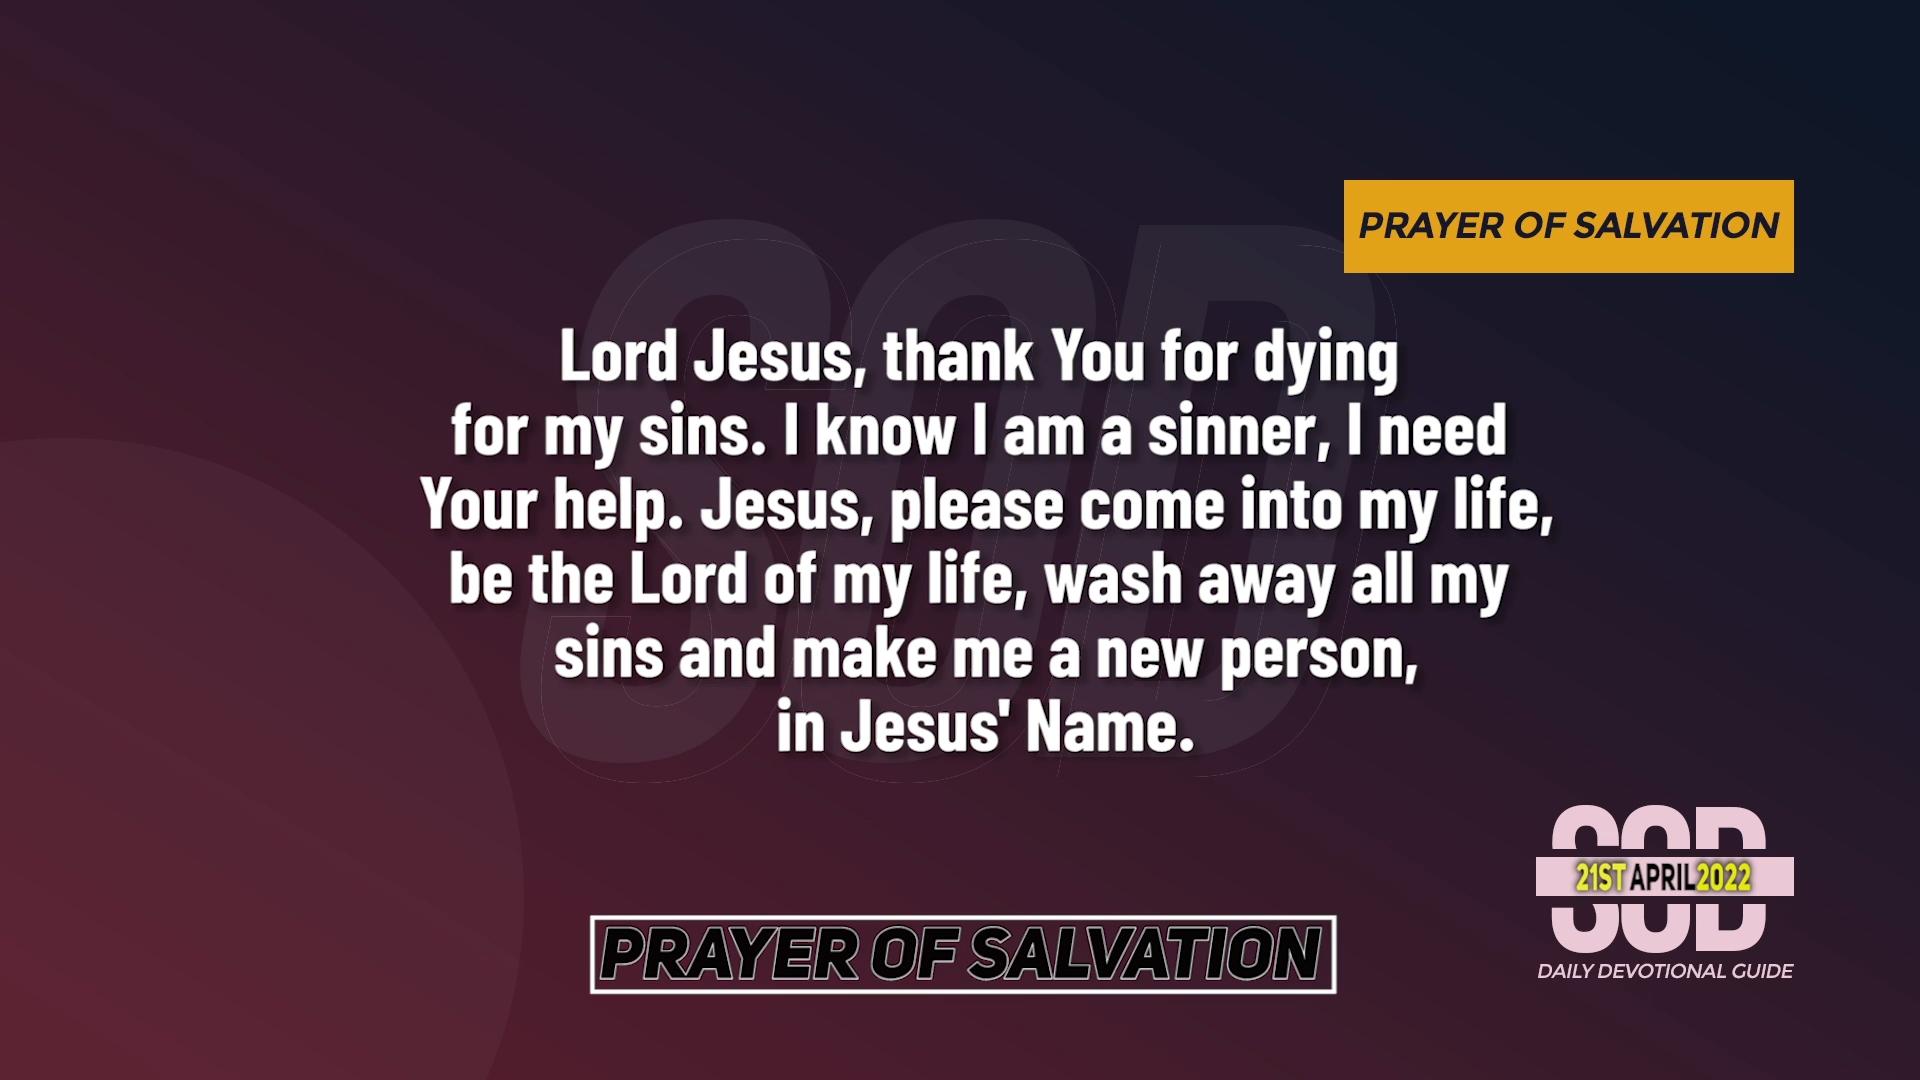 PRAYER OF SALVATION
SOD
Lord Jesus, thank You for dying
for my sins. I know I am a sinner, I need
Your help. Jesus, please come into my life,
be the Lord of my life, wash away all my
sins and make me a new person,
in Jesus' Name.
SOD
21ST APRIL 2022
DAILY DEVOTIONAL GUIDE
PRAYER OF SALVATION